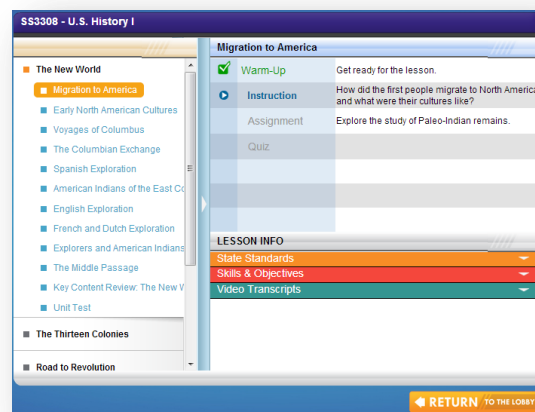 SS3308 - U.S. History I
The New World
Migration to America
Early North American Cultures
Voyages of Columbus
The Columbian Exchange
Spanish Exploration
American Indians of the East Co
English Exploration
French and Dutch Exploration
Explorers and American Indians
The Middle Passage
Key Content Review: The New W
Unit Test
The Thirteen Colonies
Road to Revolution
Migration to America
Warm-Up
Get ready for the lesson.
Instruction
How did the first people migrate to North America
and what were their cultures like?
Assignment
Explore the study of Paleo-Indian remains.
Quiz
LESSON INFO
State Standards
Skills & Objectives
Video Transcripts
RETURN TO THE LOBBY